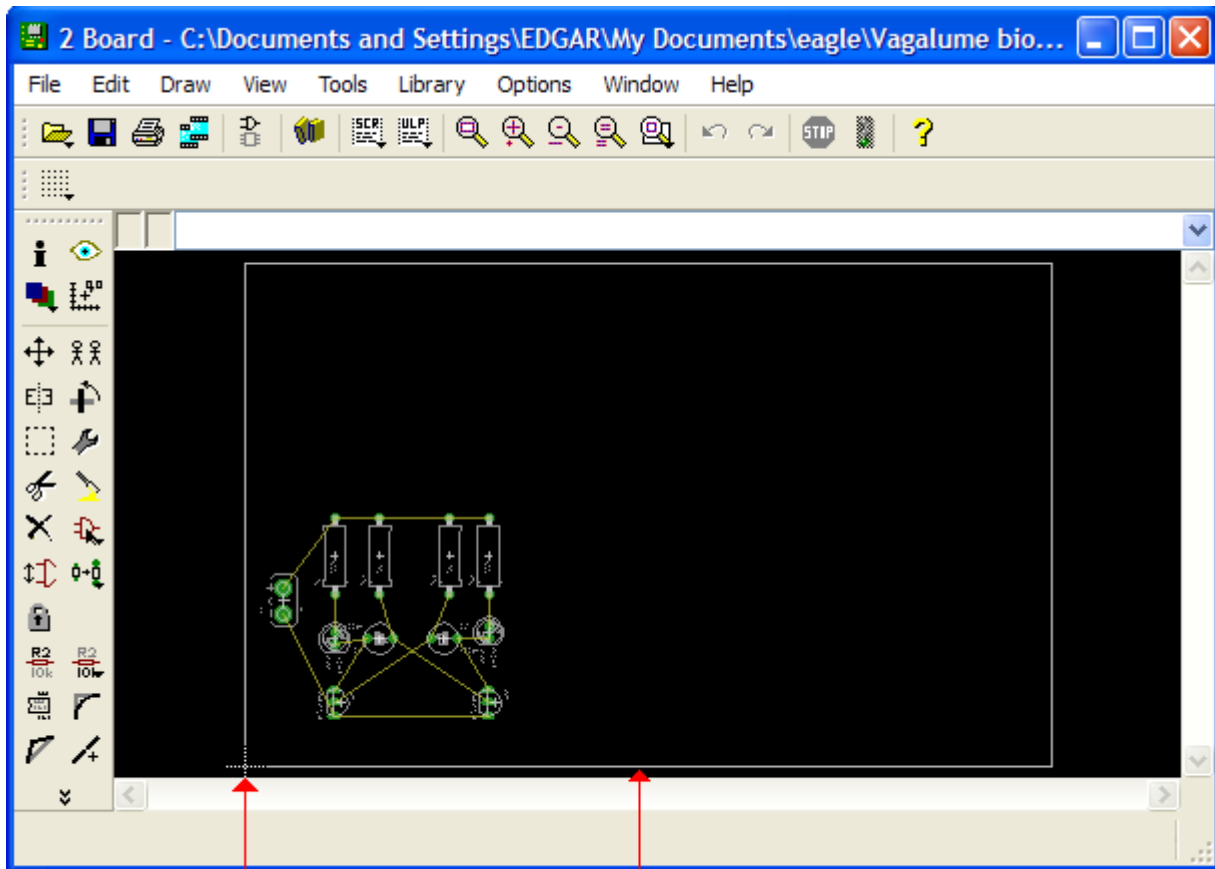 2 Board - C:\Documents and Settings\EDGAR\My Documents\eagle\Vagalume bio...
File Edit Draw View Tools Library Options Window Help
SCR ULP STOP ?
i
R2 R2
10k 10k